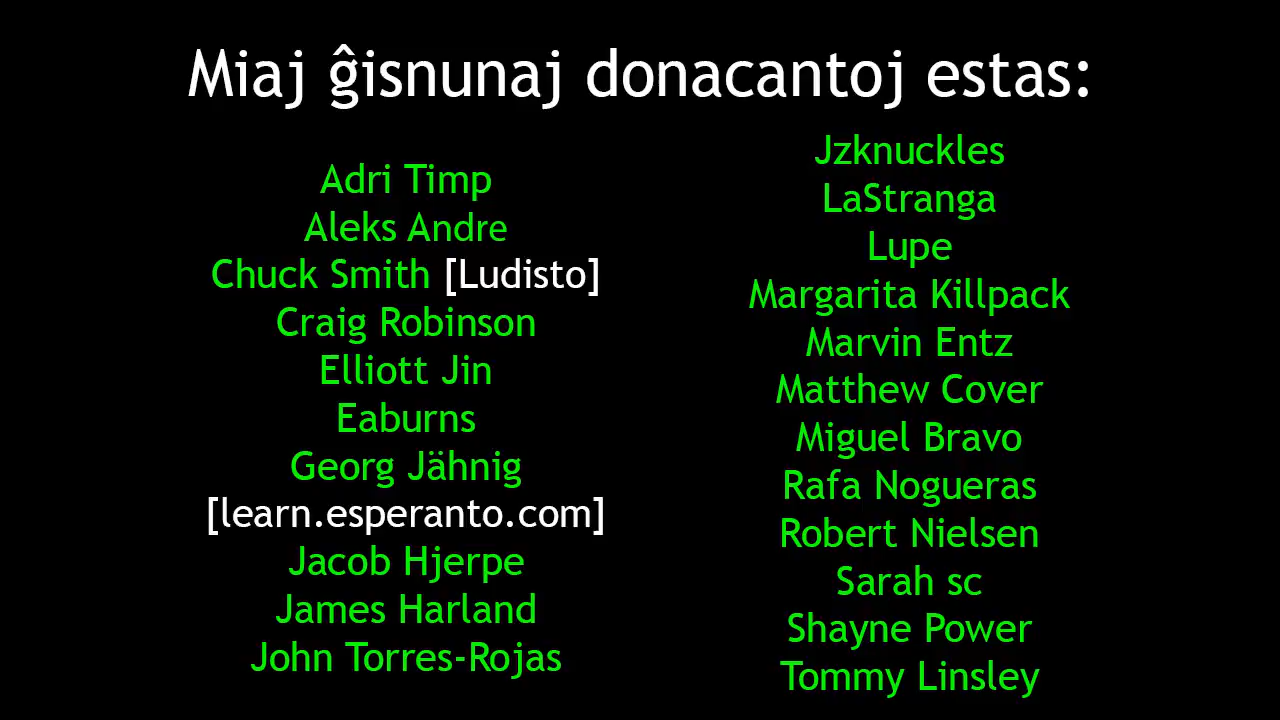 Miaj ĝisnunaj donacantoj estas:
Adri Timp
Aleks Andre
Chuck Smith [Ludisto]
Craig Robinson
Elliott Jin
Eaburns
Georg Jähnig
[learn.esperanto.com]
Jacob Hjerpe
James Harland
John Torres-Rojas
Jzknuckles
LaStranga
Lupe
Margarita Killpack
Marvin Entz
Matthew Cover
Miguel Bravo
Rafa Nogueras
Robert Nielsen
Sarah sc
Shayne Power
Tommy Linsley